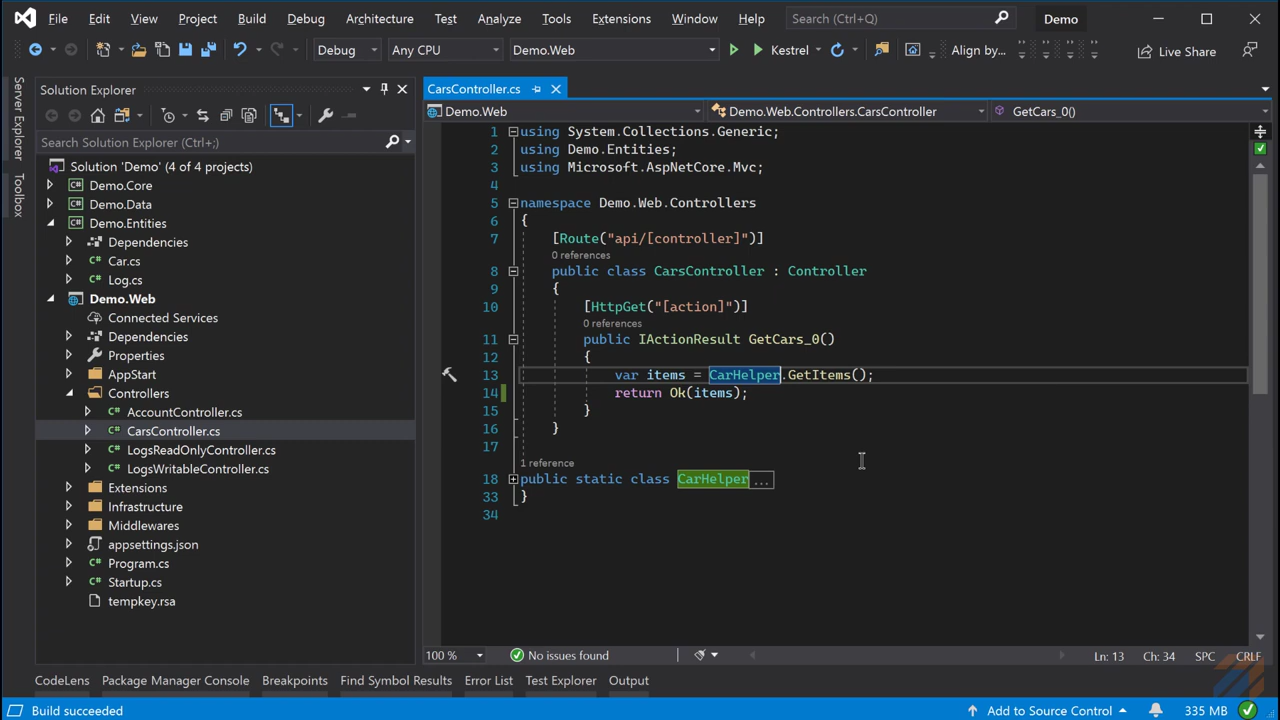 File Edit View Project Build Debug Architecture Test Analyze Tools Extensions Window Help Search (Ctrl+Q) Demo
Debug Any CPU Demo.Web Kestrel Align by... Live Share
Server Explorer
Toolbox
Solution Explorer
Search Solution Explorer (Ctrl+;)
Solution 'Demo' (4 of 4 projects)
Demo.Core
Demo.Data
Demo.Entities
Dependencies
C# Car.cs
C# Log.cs
Demo.Web
Connected Services
Dependencies
Properties
AppStart
Controllers
C# AccountController.cs
C# CarsController.cs
C# LogsReadOnlyController.cs
C# LogsWritableController.cs
Extensions
Infrastructure
Middlewares
appsettings.json
C# Program.cs
C# Startup.cs
tempkey.rsa
CarsController.cs
Demo.Web Demo.Web.Controllers.CarsController GetCars_0()
1 using System.Collections.Generic;
2 using Demo.Entities;
3 using Microsoft.AspNetCore.Mvc;
4
5 namespace Demo.Web.Controllers
6 {
7 [Route("api/[controller]")]
0 references
8 public class CarsController : Controller
9 {
10 [HttpGet("[action]")]
0 references
11 public IActionResult GetCars_0()
12 {
13 var items = CarHelper.GetItems();
14 return Ok(items);
15 }
16 }
17
1 reference
18 public static class CarHelper ...
33 }
34
100 % No issues found Ln: 13 Ch: 34 SPC CRLF
CodeLens Package Manager Console Breakpoints Find Symbol Results Error List Test Explorer Output
Build succeeded Add to Source Control 335 MB